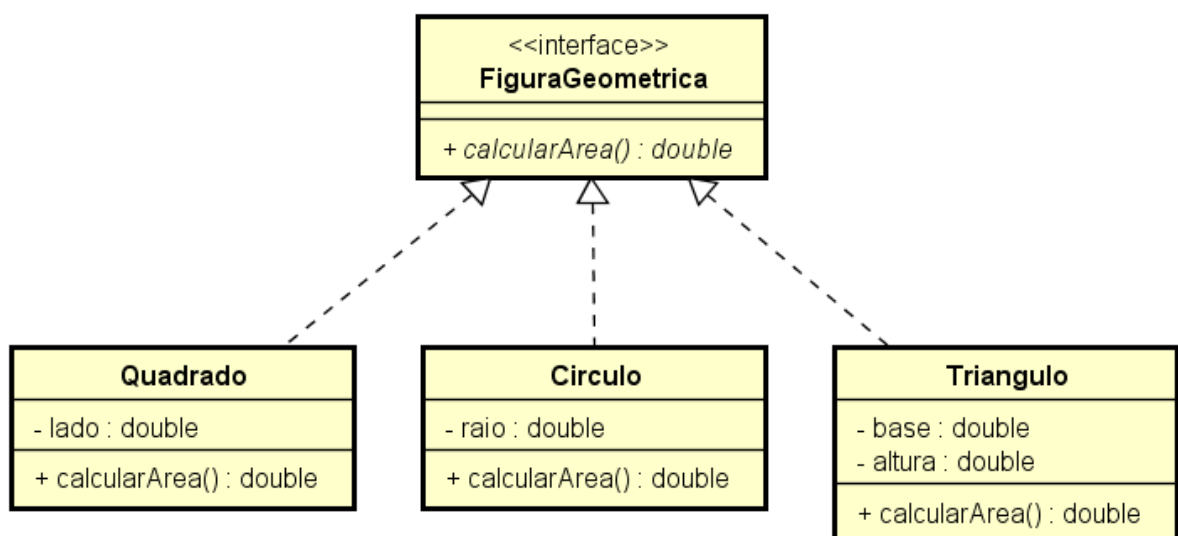 <<interface>>
FiguraGeometrica
+ calcularArea() : double
Quadrado
- lado : double
+ calcularArea() : double
Circulo
- raio : double
+ calcularArea() : double
Triangulo
- base : double
- altura : double
+ calcularArea() : double